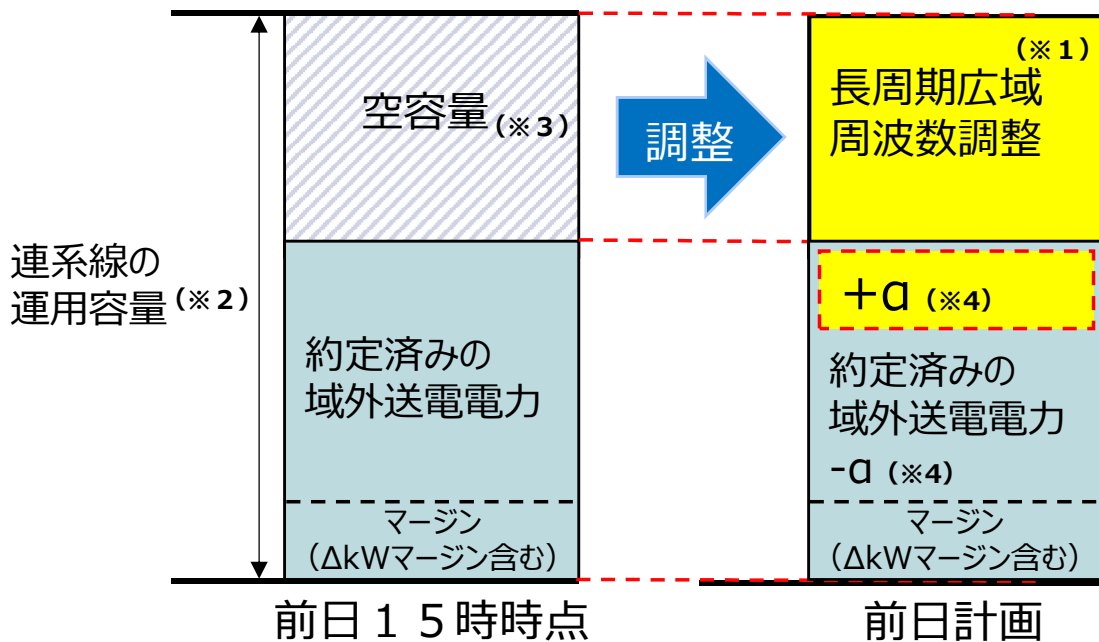 連系線の
運用容量(※2)
空容量(※3)
約定済みの
域外送電電力
マージン
(ΔkWマージン含む)
前日15時時点
調整
(※1)
長周期広域
周波数調整
+α (※4)
約定済みの
域外送電電力
-α (※4)
マージン
(ΔkWマージン含む)
前日計画